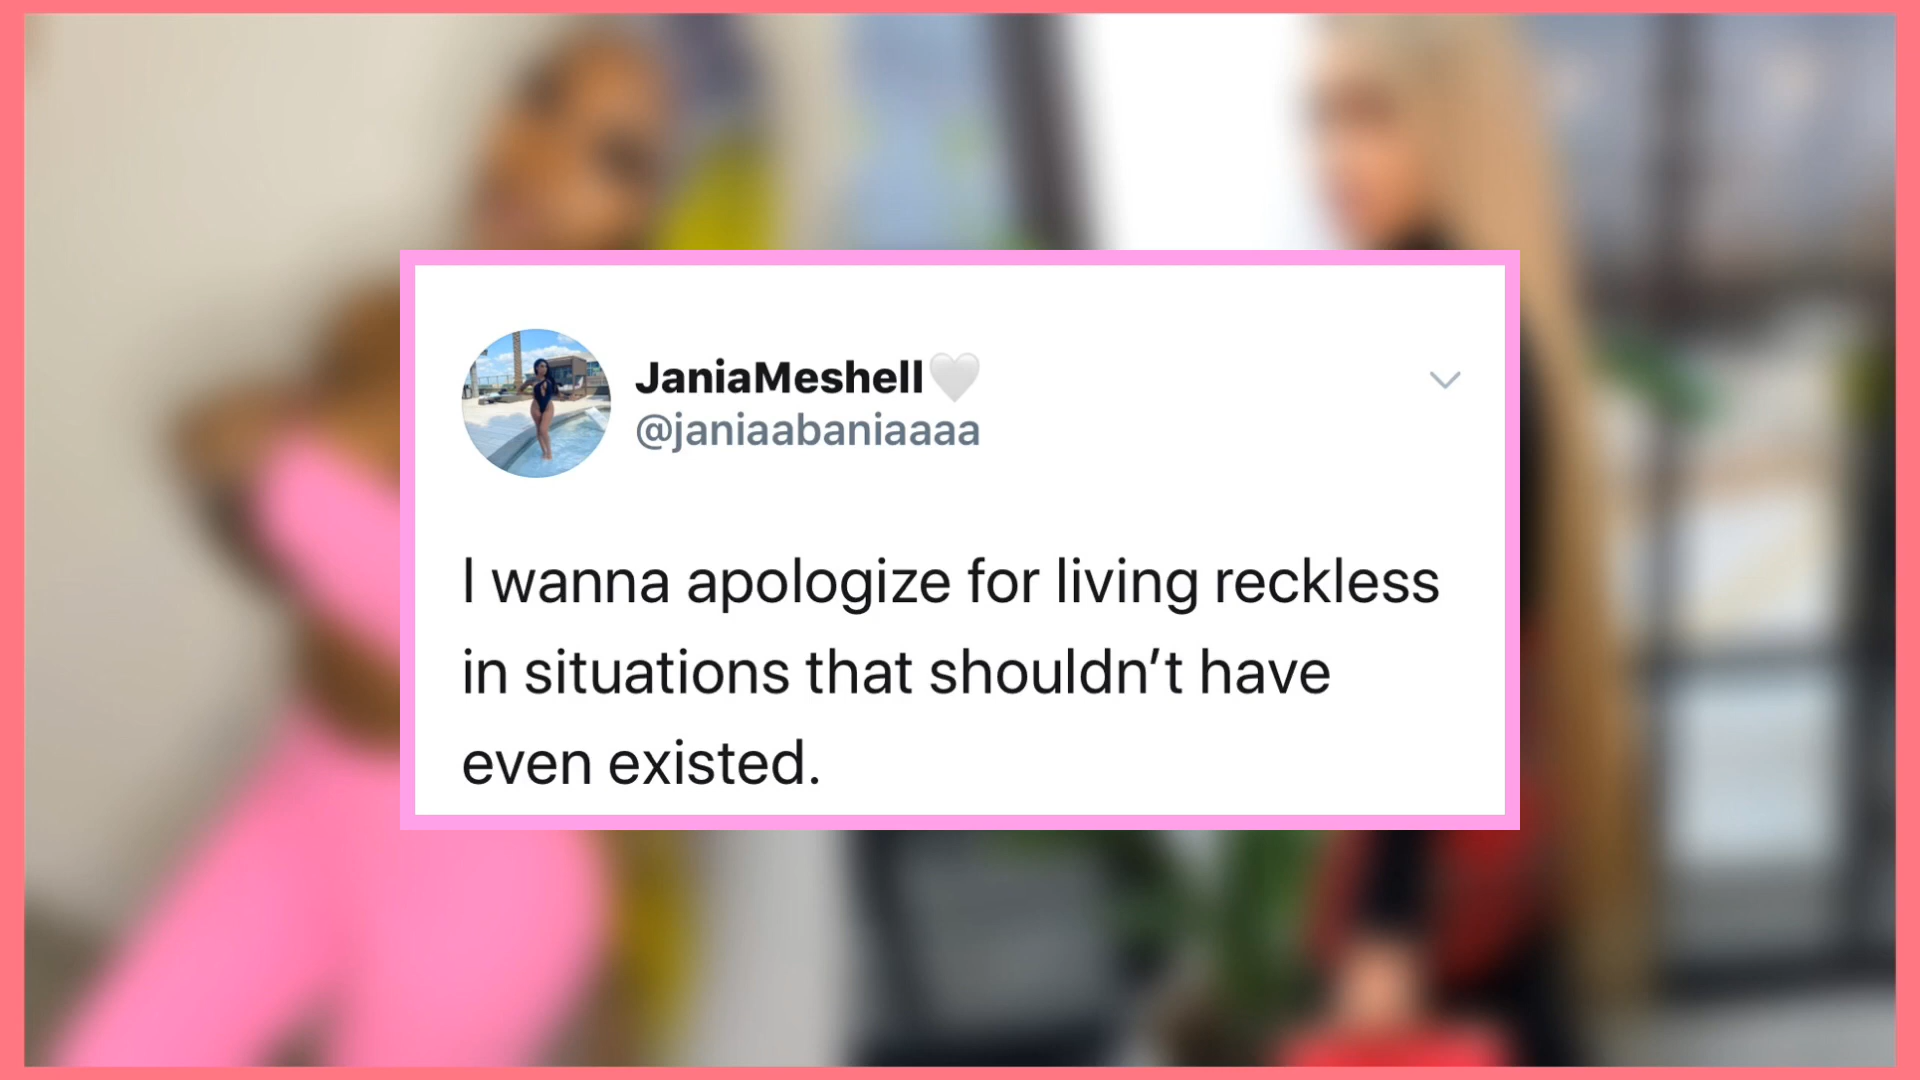 JaniaMeshell🤍
@janiaabaniaaaa
I wanna apologize for living reckless
in situations that shouldn’t have
even existed.